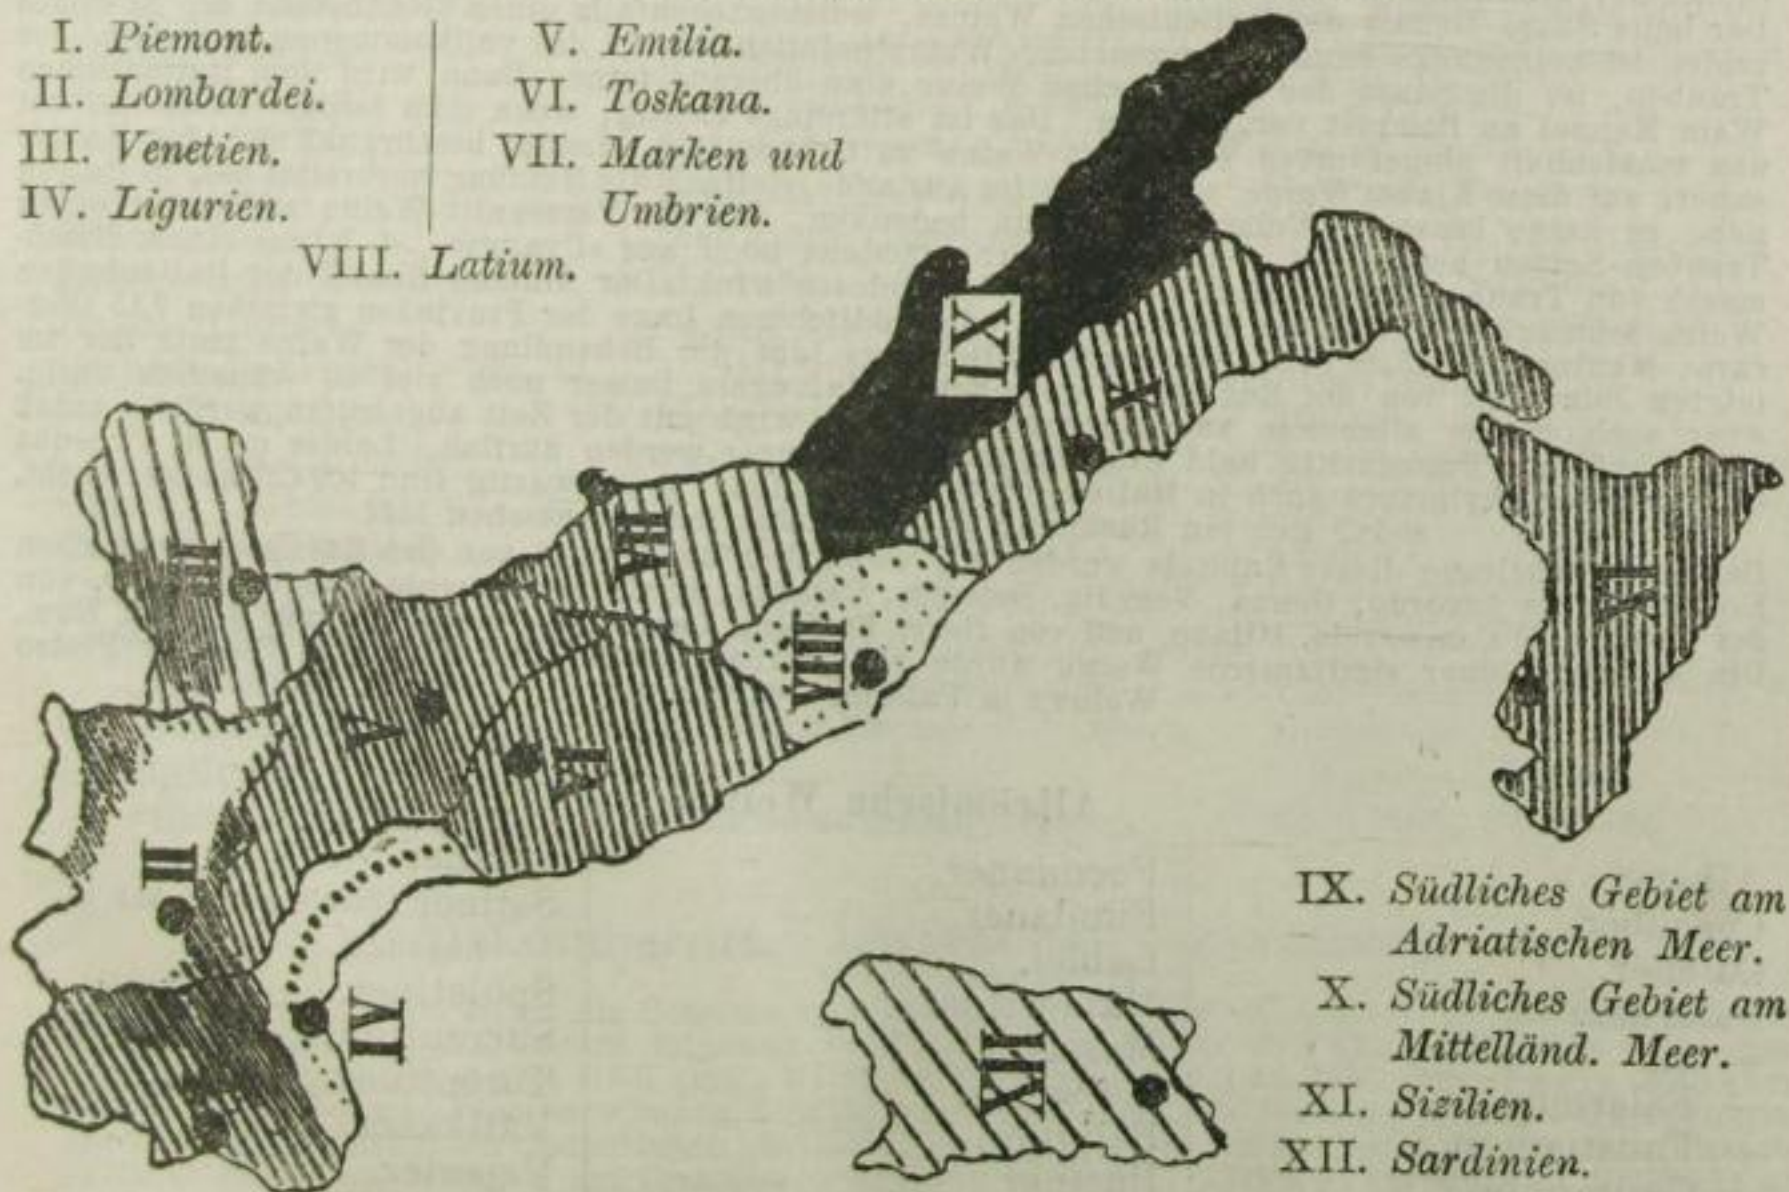 I. Piemont.
II. Lombardei.
III. Venetien.
IV. Ligurien.
V. Emilia.
VI. Toskana.
VII. Marken und
Umbrien.
VIII. Latium.
IX
X
III
VII
XI
VIII
V
VI
II
IV
XII
IX. Südliches Gebiet am
Adriatischen Meer.
X. Südliches Gebiet am
Mittelländ. Meer.
XI. Sizilien.
XII. Sardinien.